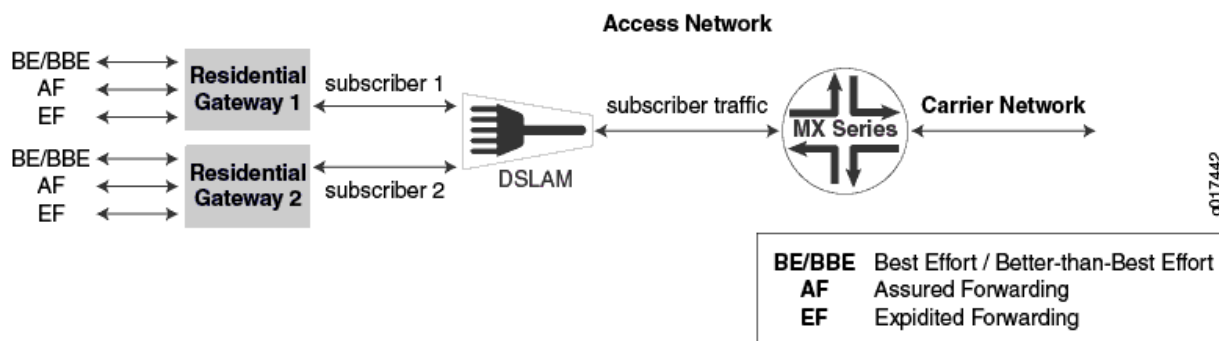 Access Network
BE/BBE
AF
EF
Residential
Gateway 1
subscriber 1
BE/BBE
AF
EF
Residential
Gateway 2
subscriber 2
DSLAM
subscriber traffic
MX Series
Carrier Network
g017442
BE/BBE Best Effort / Better-than-Best Effort
AF Assured Forwarding
EF Expidited Forwarding